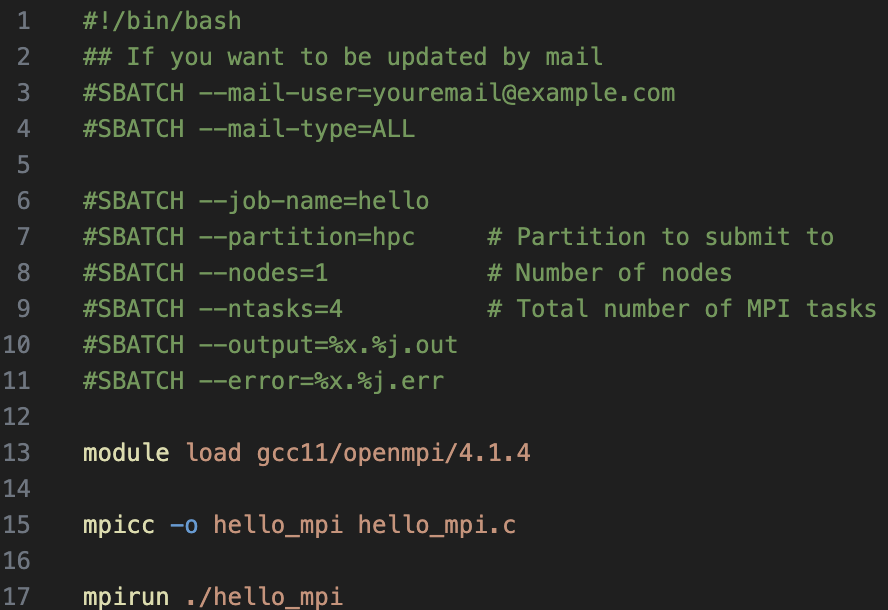 1 #!/bin/bash
2 ## If you want to be updated by mail
3 #SBATCH --mail-user=youremail@example.com
4 #SBATCH --mail-type=ALL
5
6 #SBATCH --job-name=hello
7 #SBATCH --partition=hpc     # Partition to submit to
8 #SBATCH --nodes=1           # Number of nodes
9 #SBATCH --ntasks=4          # Total number of MPI tasks
10 #SBATCH --output=%x.%j.out
11 #SBATCH --error=%x.%j.err
12
13 module load gcc11/openmpi/4.1.4
14
15 mpicc -o hello_mpi hello_mpi.c
16
17 mpirun ./hello_mpi